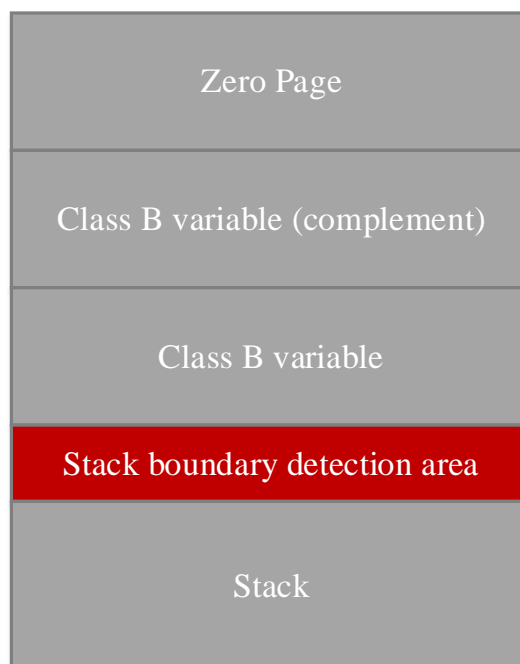 Zero Page
Class B variable (complement)
Class B variable
Stack boundary detection area
Stack